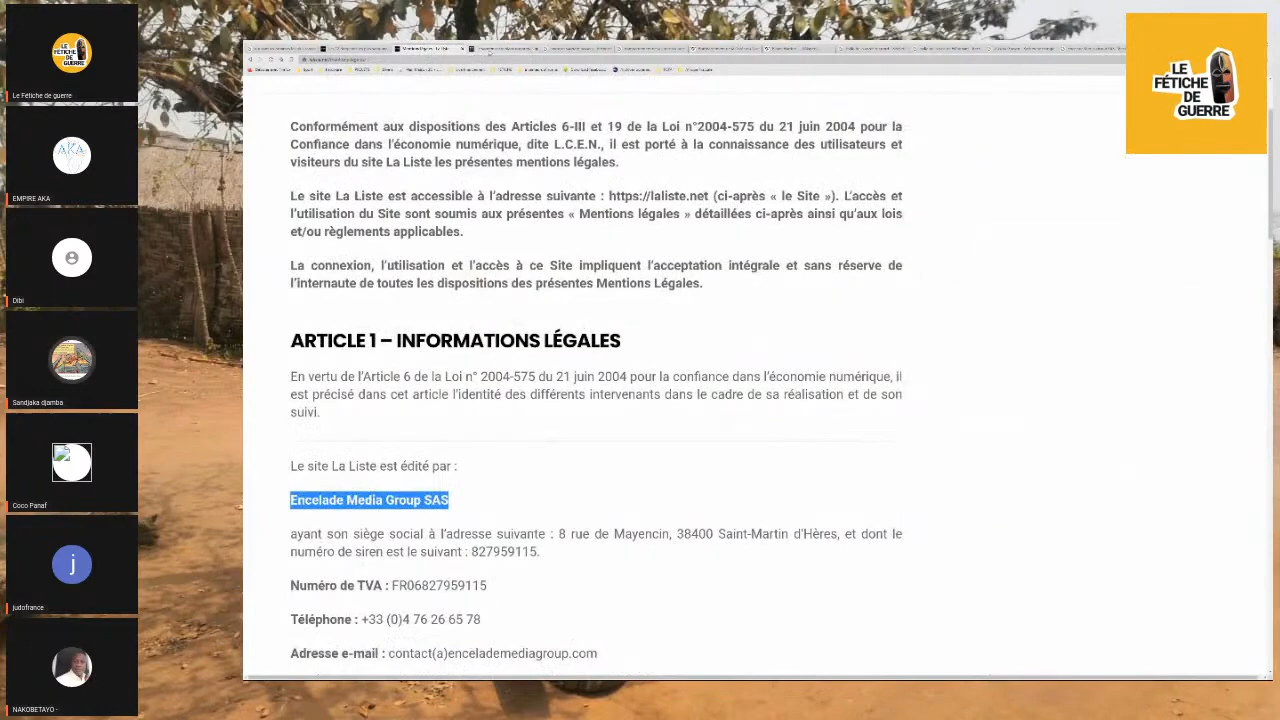 LE
FÉTICHE
DE
GUERRE
Le Fétiche de guerre
AKA
EMPIRE AKA
Dibi
Sandjaka djamba
Coco Panaf
j
judofrance
NAKOBETAYO -
LE
FÉTICHE
DE
GUERRE
Conformément aux dispositions des Articles 6-III et 19 de la Loi n°2004-575 du 21 juin 2004 pour la
Confiance dans l'économie numérique, dite L.C.E.N., il est porté à la connaissance des utilisateurs et
visiteurs du site La Liste les présentes mentions légales.
Le site La Liste est accessible à l'adresse suivante : https://laliste.net (ci-après « le Site »). L'accès et
l'utilisation du Site sont soumis aux présentes « Mentions légales » détaillées ci-après ainsi qu'aux lois
et/ou règlements applicables.
La connexion, l'utilisation et l'accès à ce Site impliquent l'acceptation intégrale et sans réserve de
l'internaute de toutes les dispositions des présentes Mentions Légales.
ARTICLE 1 – INFORMATIONS LÉGALES
En vertu de l'Article 6 de la Loi n° 2004-575 du 21 juin 2004 pour la confiance dans l'économie numérique, il
est précisé dans cet article l'identité des différents intervenants dans le cadre de sa réalisation et de son
suivi.
Le site La Liste est édité par :
Encelade Media Group SAS
ayant son siège social à l'adresse suivante : 8 rue de Mayencin, 38400 Saint-Martin d'Hères, et dont le
numéro de siren est le suivant : 827959115.
Numéro de TVA : FR06827959115
Téléphone : +33 (0)4 76 26 65 78
Adresse e-mail : contact(a)encelademediagroup.com